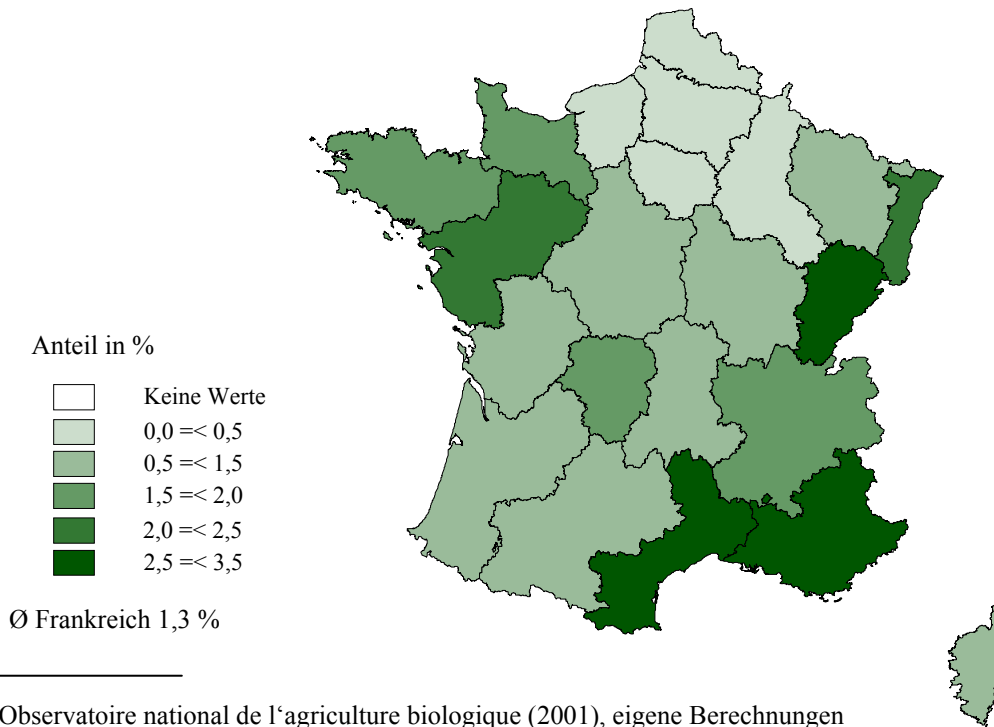 Anteil in %
Keine Werte
0,0 =< 0,5
0,5 =< 1,5
1,5 =< 2,0
2,0 =< 2,5
2,5 =< 3,5
Ø Frankreich 1,3 %
Observatoire national de l‘agriculture biologique (2001), eigene Berechnungen